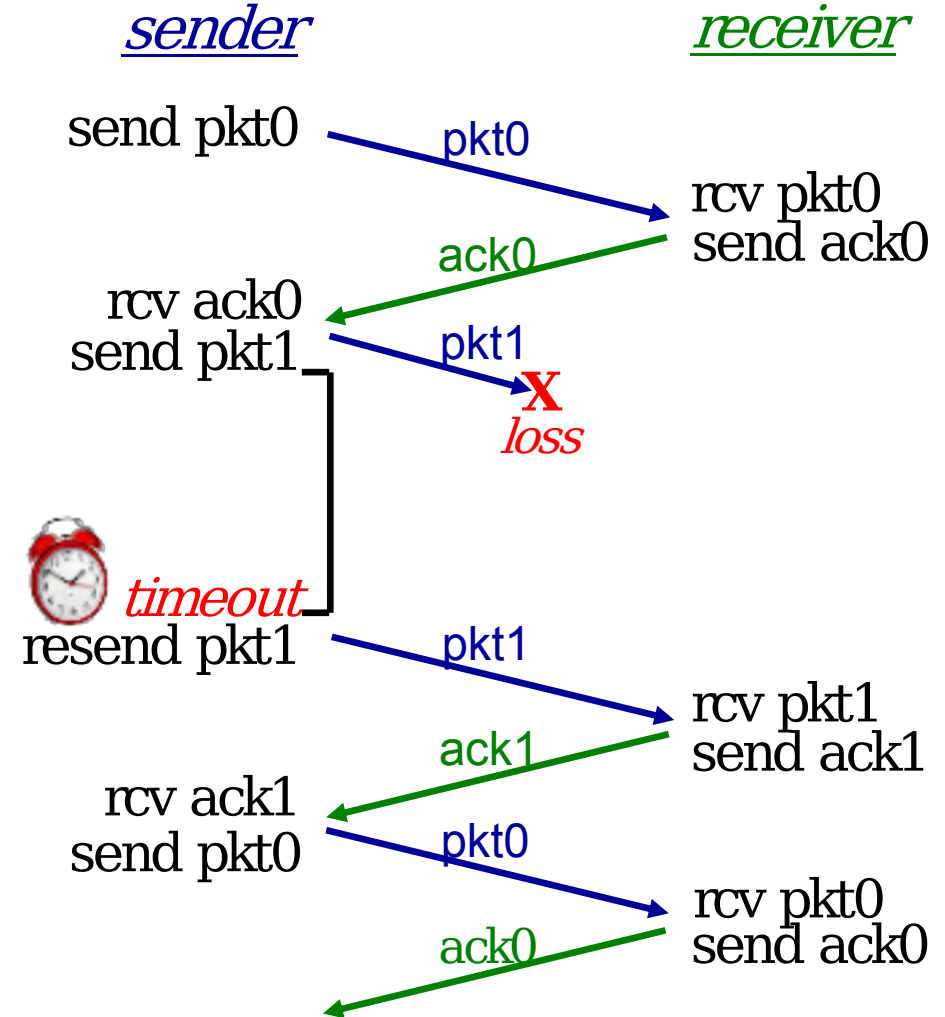 sender
receiver
send pkt0
pkt0
rcv pkt0
send ack0
ack0
rcv ack0
send pkt1
pkt1
X
loss
timeout
resend pkt1
pkt1
rcv pkt1
send ack1
ack1
rcv ack1
send pkt0
pkt0
rcv pkt0
send ack0
ack0